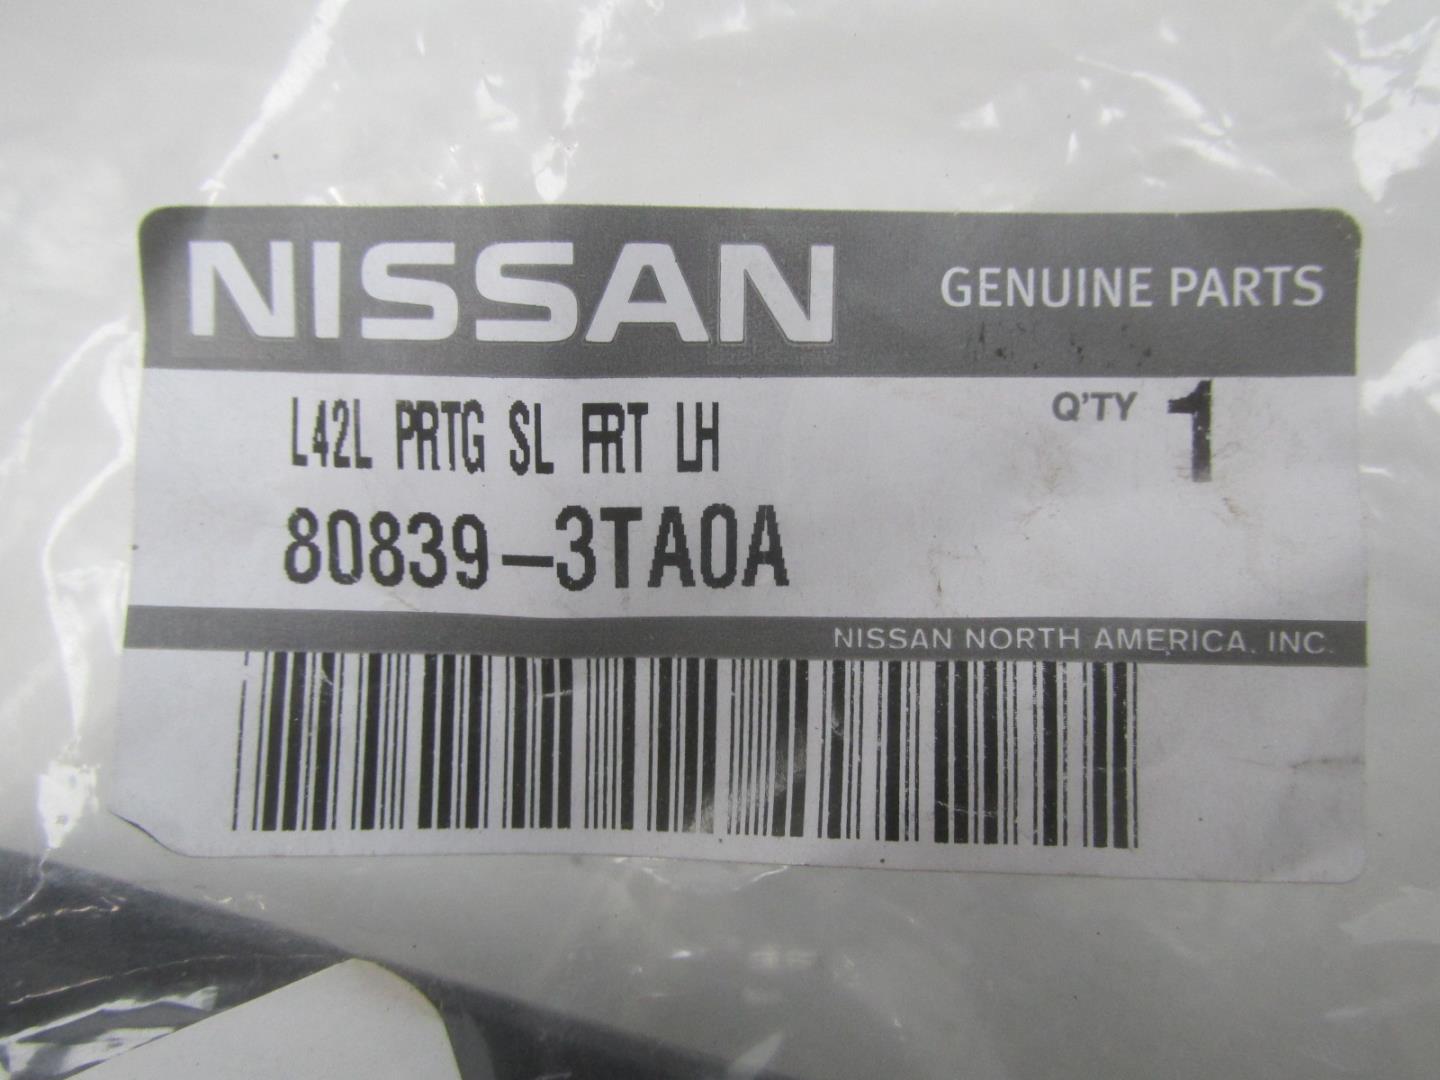 NISSAN GENUINE PARTS
L42L PRTG SL FRT LH Q'TY 1
80839-3TA0A
NISSAN NORTH AMERICA, INC.